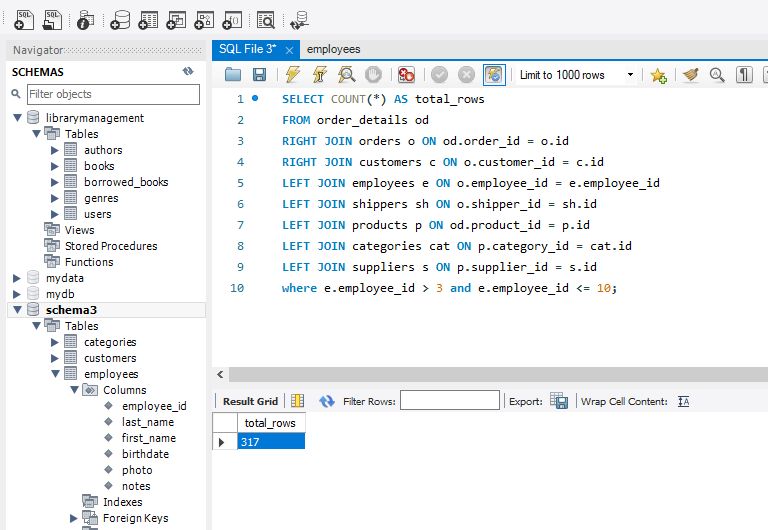 Navigator
SCHEMAS
Filter objects
librarymanagement
Tables
authors
books
borrowed_books
genres
users
Views
Stored Procedures
Functions
mydata
mydb
schema3
Tables
categories
customers
employees
Columns
employee_id
last_name
first_name
birthdate
photo
notes
Indexes
Foreign Keys
SQL File 3* ×
employees
Limit to 1000 rows
1 SELECT COUNT(*) AS total_rows
2 FROM order_details od
3 RIGHT JOIN orders o ON od.order_id = o.id
4 RIGHT JOIN customers c ON o.customer_id = c.id
5 LEFT JOIN employees e ON o.employee_id = e.employee_id
6 LEFT JOIN shippers sh ON o.shipper_id = sh.id
7 LEFT JOIN products p ON od.product_id = p.id
8 LEFT JOIN categories cat ON p.category_id = cat.id
9 LEFT JOIN suppliers s ON p.supplier_id = s.id
10 where e.employee_id > 3 and e.employee_id <= 10;
Result Grid Filter Rows: Export: Wrap Cell Content:
total_rows
317